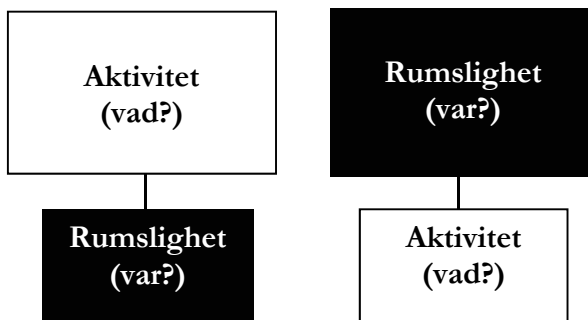 Aktivitet
(vad?)
Rumslighet
(var?)
Rumslighet
(var?)
Aktivitet
(vad?)